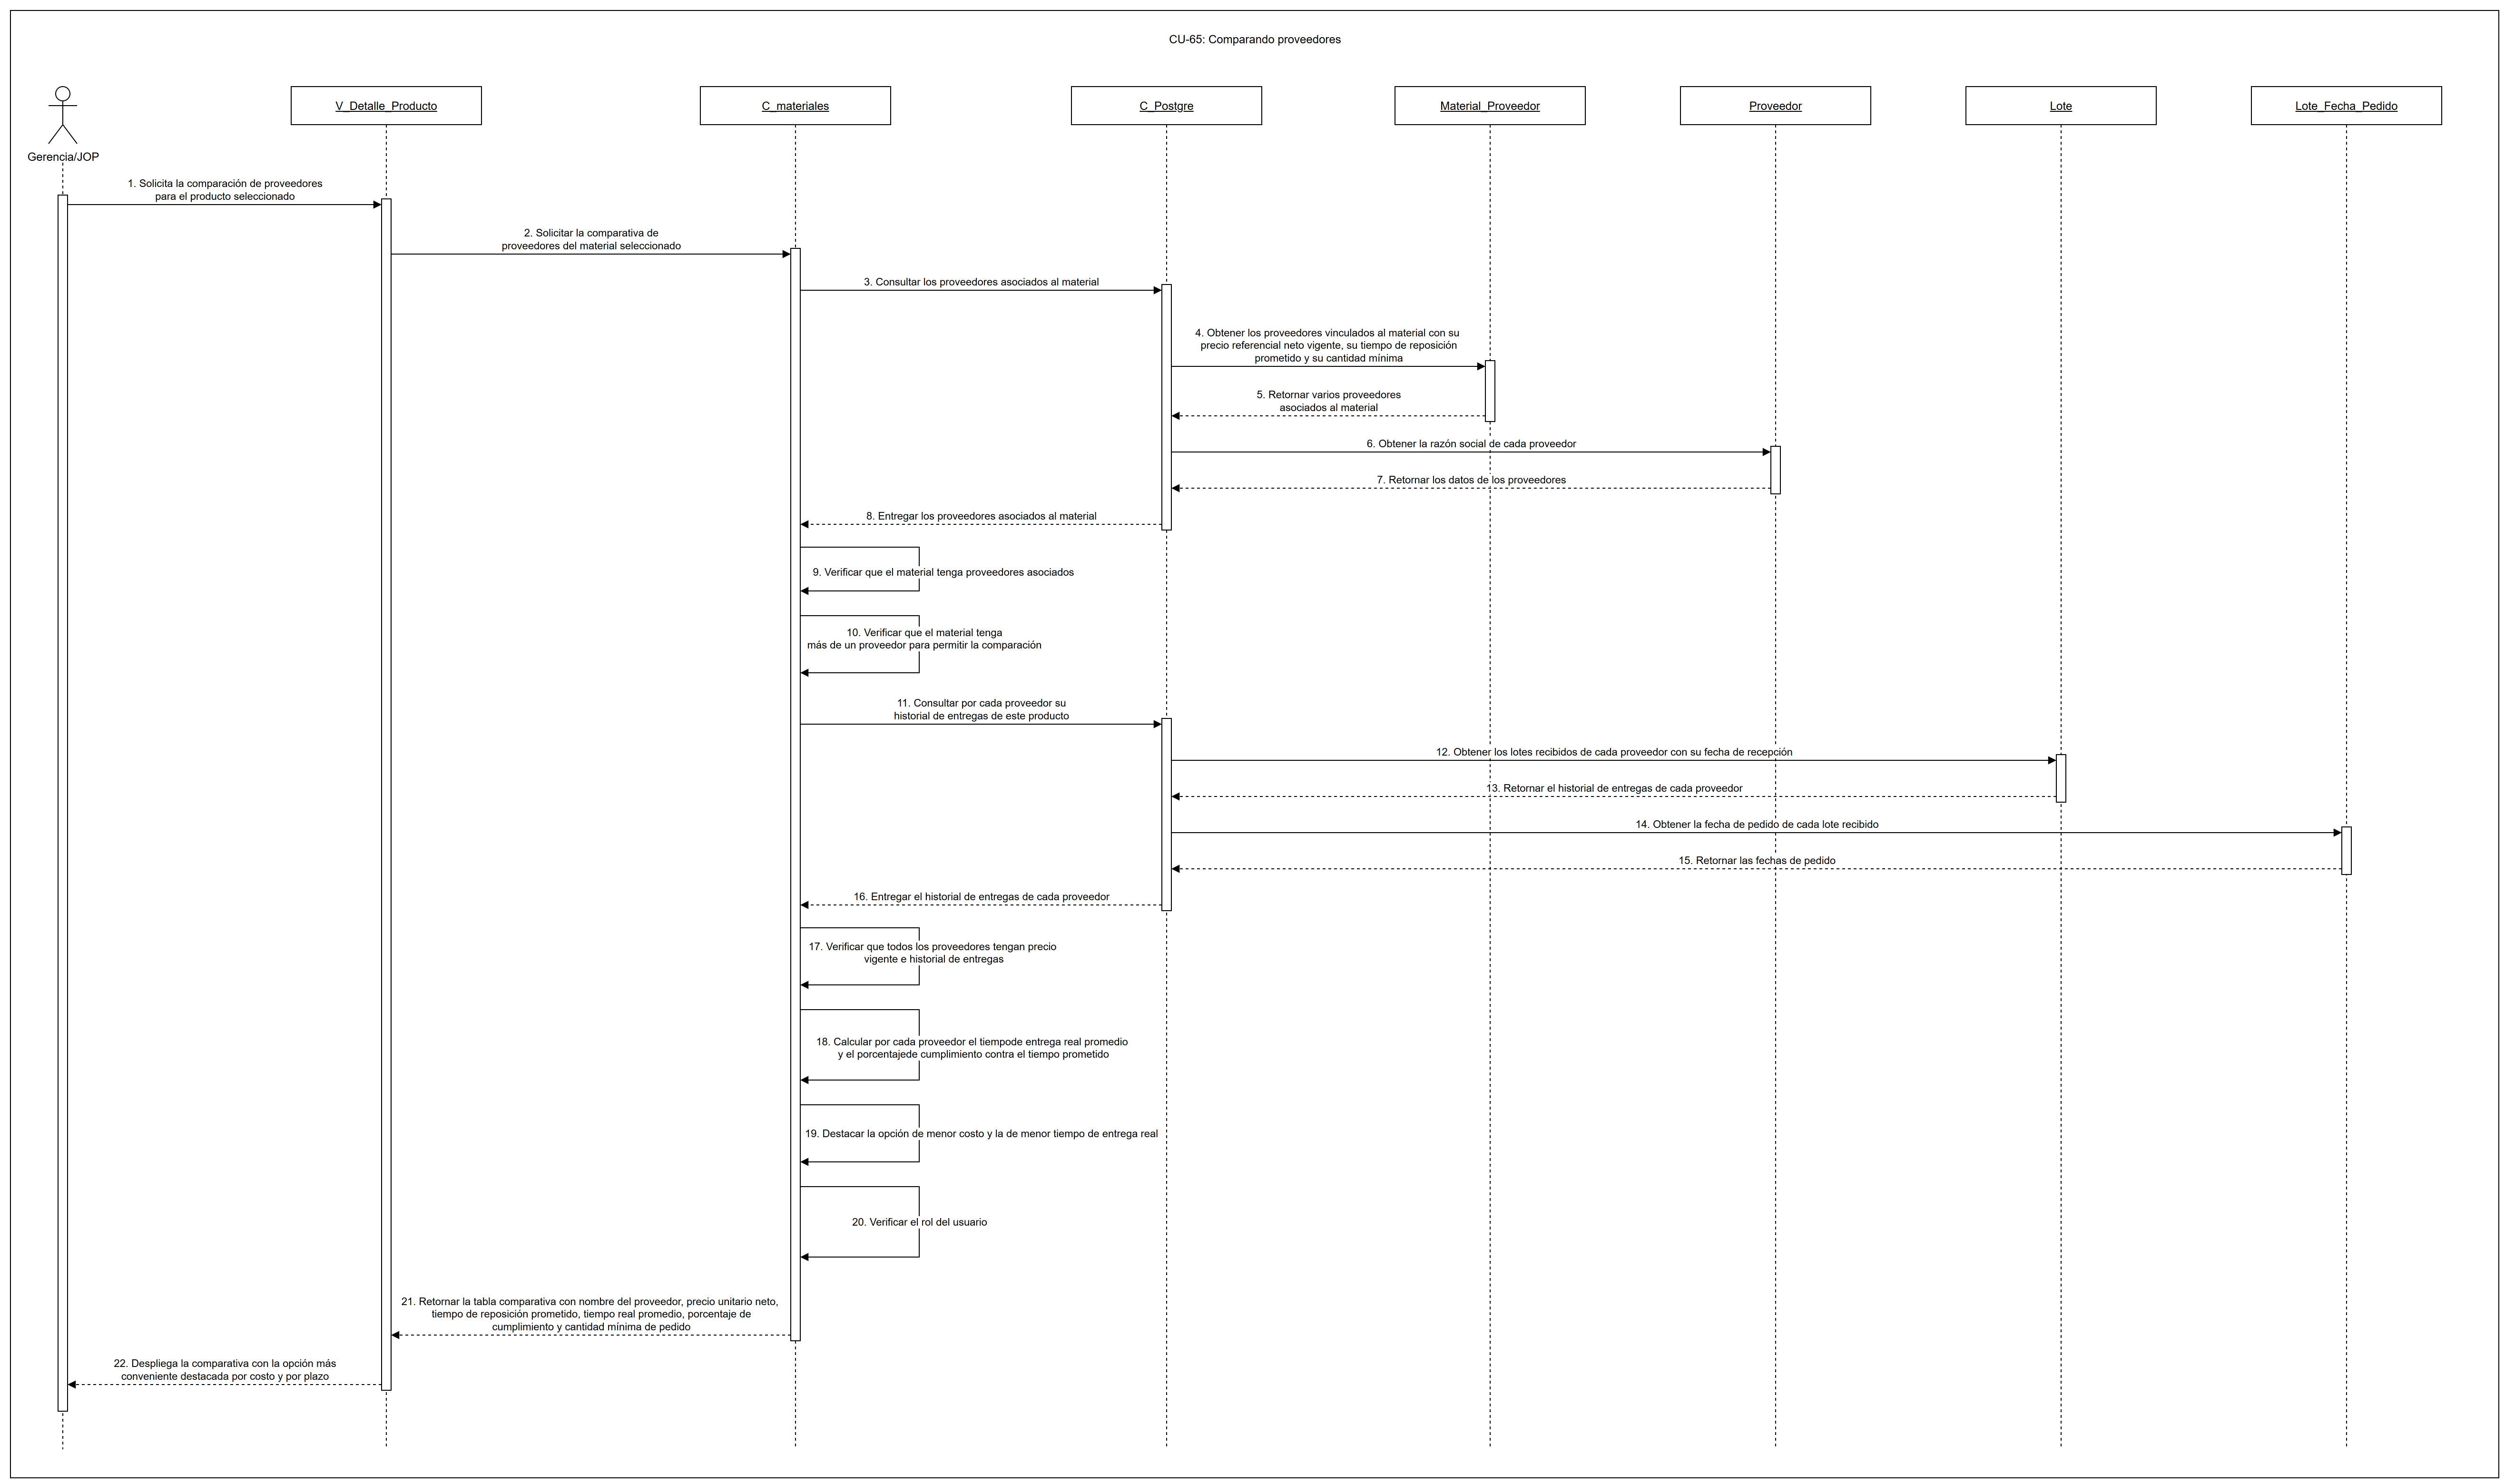 CU-65: Comparando proveedores
Gerencia/JOP
V_Detalle_Producto
C_materiales
C_Postgre
Material_Proveedor
Proveedor
Lote
Lote_Fecha_Pedido
1. Solicita la comparación de proveedores
para el producto seleccionado
2. Solicitar la comparativa de
proveedores del material seleccionado
3. Consultar los proveedores asociados al material
4. Obtener los proveedores vinculados al material con su
precio referencial neto vigente, su tiempo de reposición
prometido y su cantidad mínima
5. Retornar varios proveedores
asociados al material
6. Obtener la razón social de cada proveedor
7. Retornar los datos de los proveedores
8. Entregar los proveedores asociados al material
9. Verificar que el material tenga proveedores asociados
10. Verificar que el material tenga
más de un proveedor para permitir la comparación
11. Consultar por cada proveedor su
historial de entregas de este producto
12. Obtener los lotes recibidos de cada proveedor con su fecha de recepción
13. Retornar el historial de entregas de cada proveedor
14. Obtener la fecha de pedido de cada lote recibido
15. Retornar las fechas de pedido
16. Entregar el historial de entregas de cada proveedor
17. Verificar que todos los proveedores tengan precio
vigente e historial de entregas
18. Calcular por cada proveedor el tiempode entrega real promedio
y el porcentajede cumplimiento contra el tiempo prometido
19. Destacar la opción de menor costo y la de menor tiempo de entrega real
20. Verificar el rol del usuario
21. Retornar la tabla comparativa con nombre del proveedor, precio unitario neto,
tiempo de reposición prometido, tiempo real promedio, porcentaje de
cumplimiento y cantidad mínima de pedido
22. Despliega la comparativa con la opción más
conveniente destacada por costo y por plazo